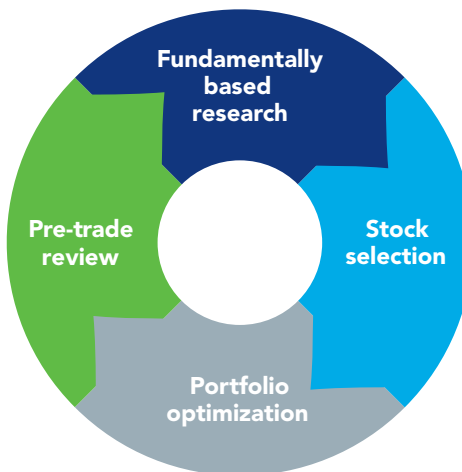 Fundamentally
based
research
Stock
selection
Portfolio
optimization
Pre-trade
review